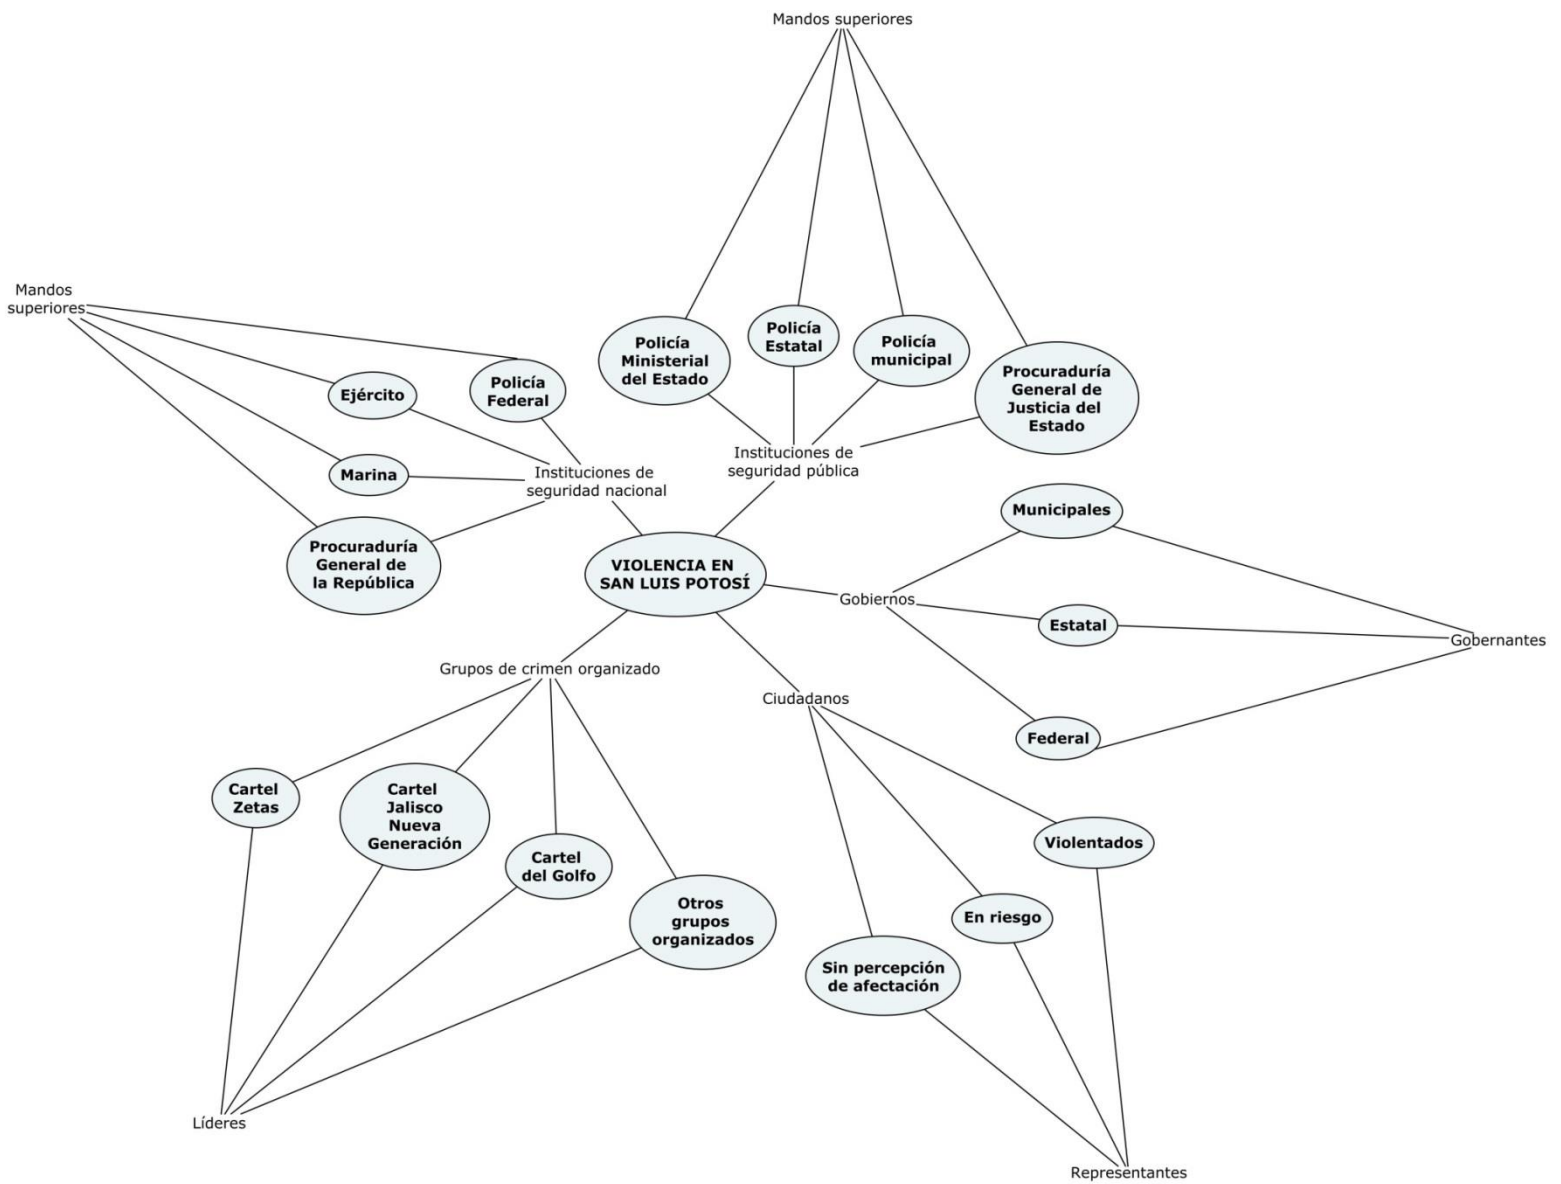 Mandos superiores
Mandos
superiores
Policía
Ministerial
del Estado
Policía
Estatal
Policía
municipal
Procuraduría
General de
Justicia del
Estado
Ejército
Policía
Federal
Marina
Procuraduría
General de
la República
Instituciones de
seguridad nacional
Instituciones de
seguridad pública
VIOLENCIA EN
SAN LUIS POTOSÍ
Municipales
Gobiernos
Estatal
Gobernantes
Federal
Grupos de crimen organizado
Ciudadanos
Cartel
Zetas
Cartel
Jalisco
Nueva
Generación
Cartel
del Golfo
Otros
grupos
organizados
Violentados
En riesgo
Sin percepción
de afectación
Líderes
Representantes